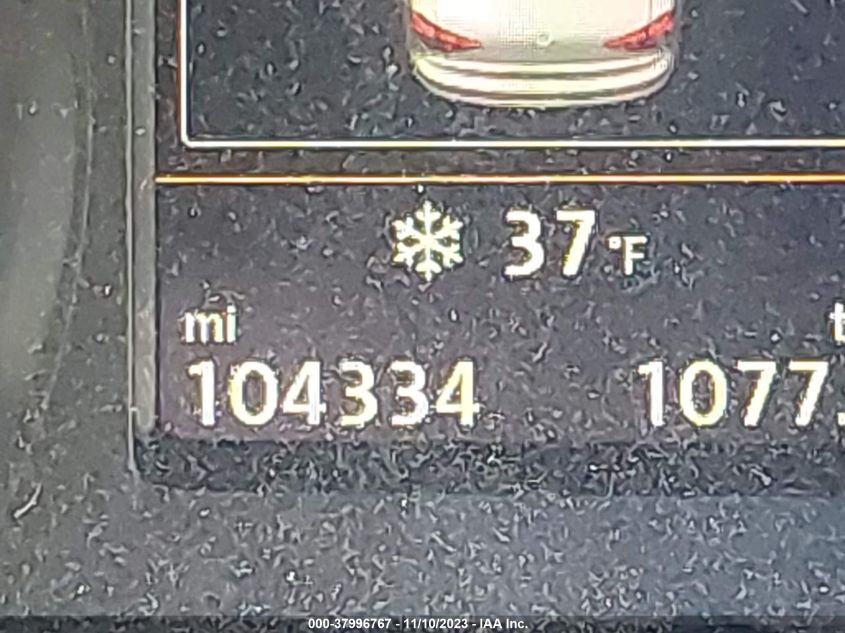 37 °F
mi
104334 1077.
000-37996767 - 11/10/2023 - IAA Inc.